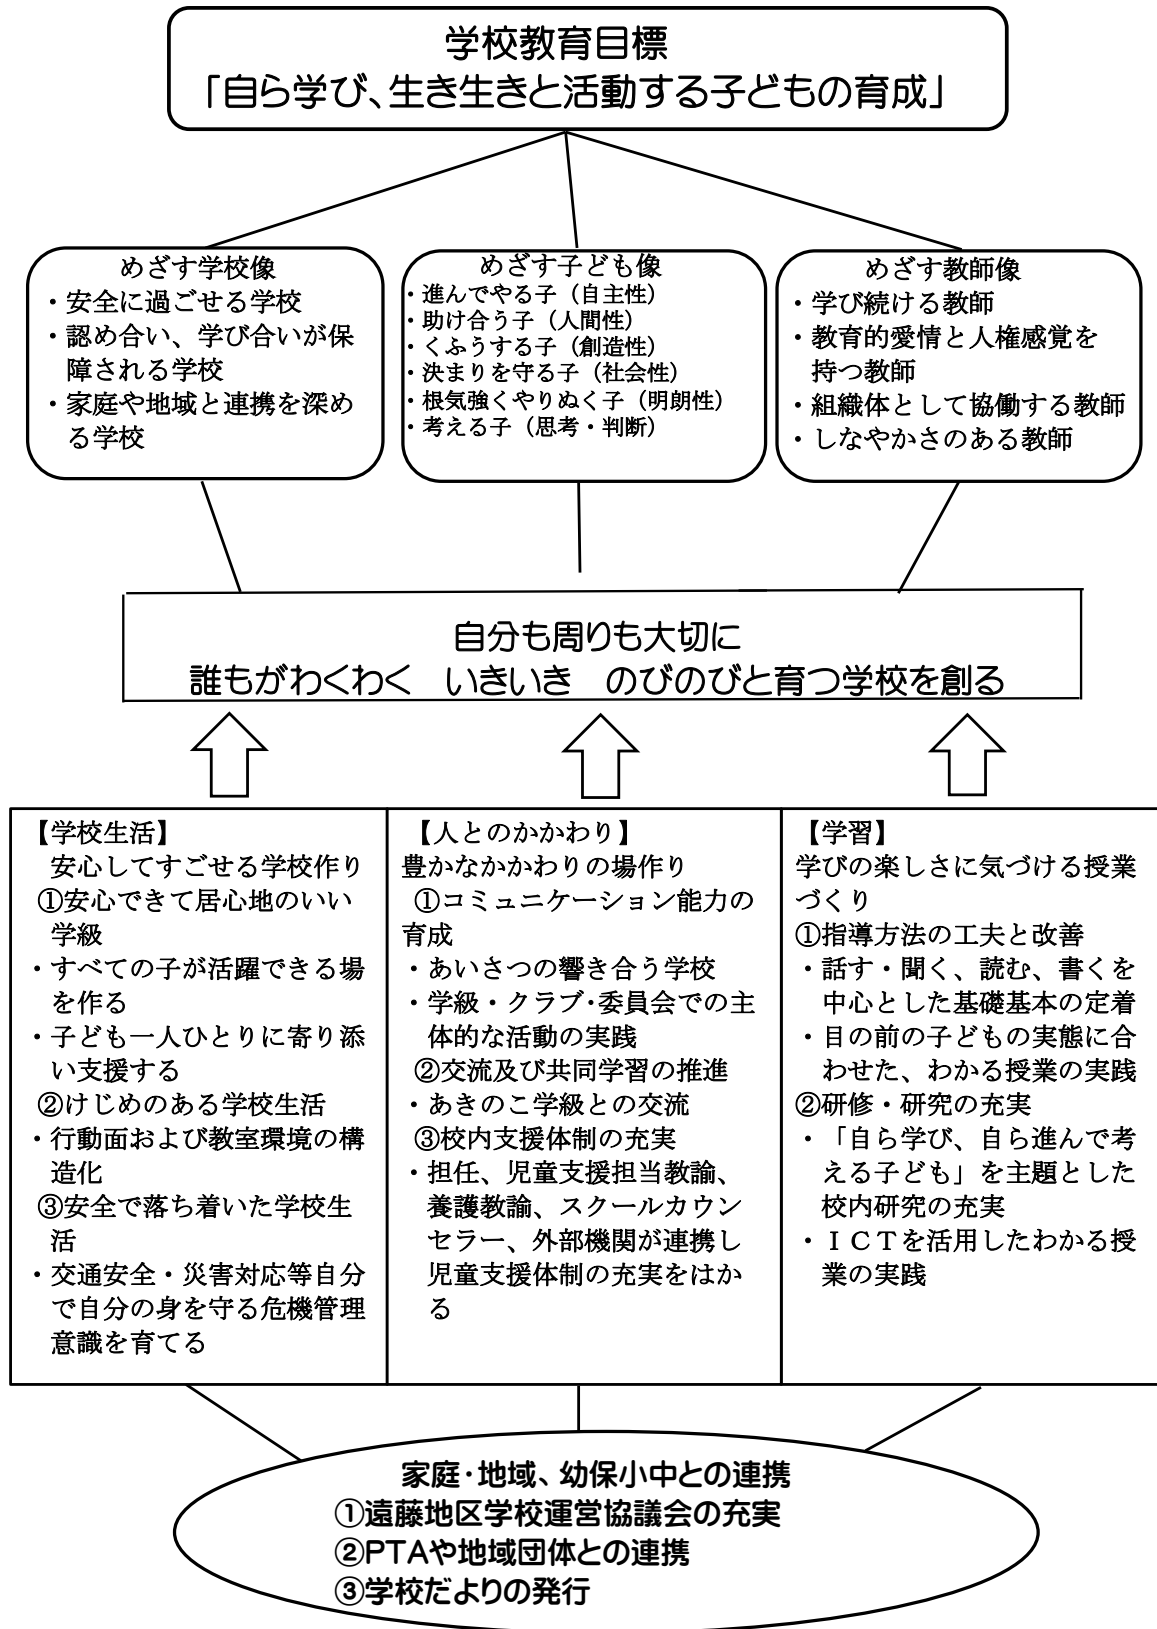 学校教育目標
「自ら学び、生き生きと活動する子どもの育成」
めざす学校像
・安全に過ごせる学校
・認め合い、学び合いが保
障される学校
・家庭や地域と連携を深め
る学校
めざす子ども像
・進んでやる子（自主性）
・助け合う子（人間性）
・くふうする子（創造性）
・決まりを守る子（社会性）
・根気強くやりぬく子（明朗性）
・考える子（思考・判断）
めざす教師像
・学び続ける教師
・教育的愛情と人権感覚を
持つ教師
・組織体として協働する教師
・しなやかさのある教師
自分も周りも大切に
誰もがわくわく　いきいき　のびのびと育つ学校を創る
【学校生活】
安心してすごせる学校作り
①安心できて居心地のいい
学級
・すべての子が活躍できる場
を作る
・子ども一人ひとりに寄り添
い支援する
②けじめのある学校生活
・行動面および教室環境の構
造化
③安全で落ち着いた学校生
活
・交通安全・災害対応等自分
で自分の身を守る危機管理
意識を育てる
【人とのかかわり】
豊かなかかわりの場作り
①コミュニケーション能力の
育成
・あいさつの響き合う学校
・学級・クラブ・委員会での主
体的な活動の実践
②交流及び共同学習の推進
・あきのこ学級との交流
③校内支援体制の充実
・担任、児童支援担当教諭、
養護教諭、スクールカウン
セラー、外部機関が連携し
児童支援体制の充実をはか
る
【学習】
学びの楽しさに気づける授業
づくり
①指導方法の工夫と改善
・話す・聞く、読む、書くを
中心とした基礎基本の定着
・目の前の子どもの実態に合
わせた、わかる授業の実践
②研修・研究の充実
・「自ら学び、自ら進んで考
える子ども」を主題とした
校内研究の充実
・ＩＣＴを活用したわかる授
業の実践
家庭・地域、幼保小中との連携
①遠藤地区学校運営協議会の充実
②PTAや地域団体との連携
③学校だよりの発行